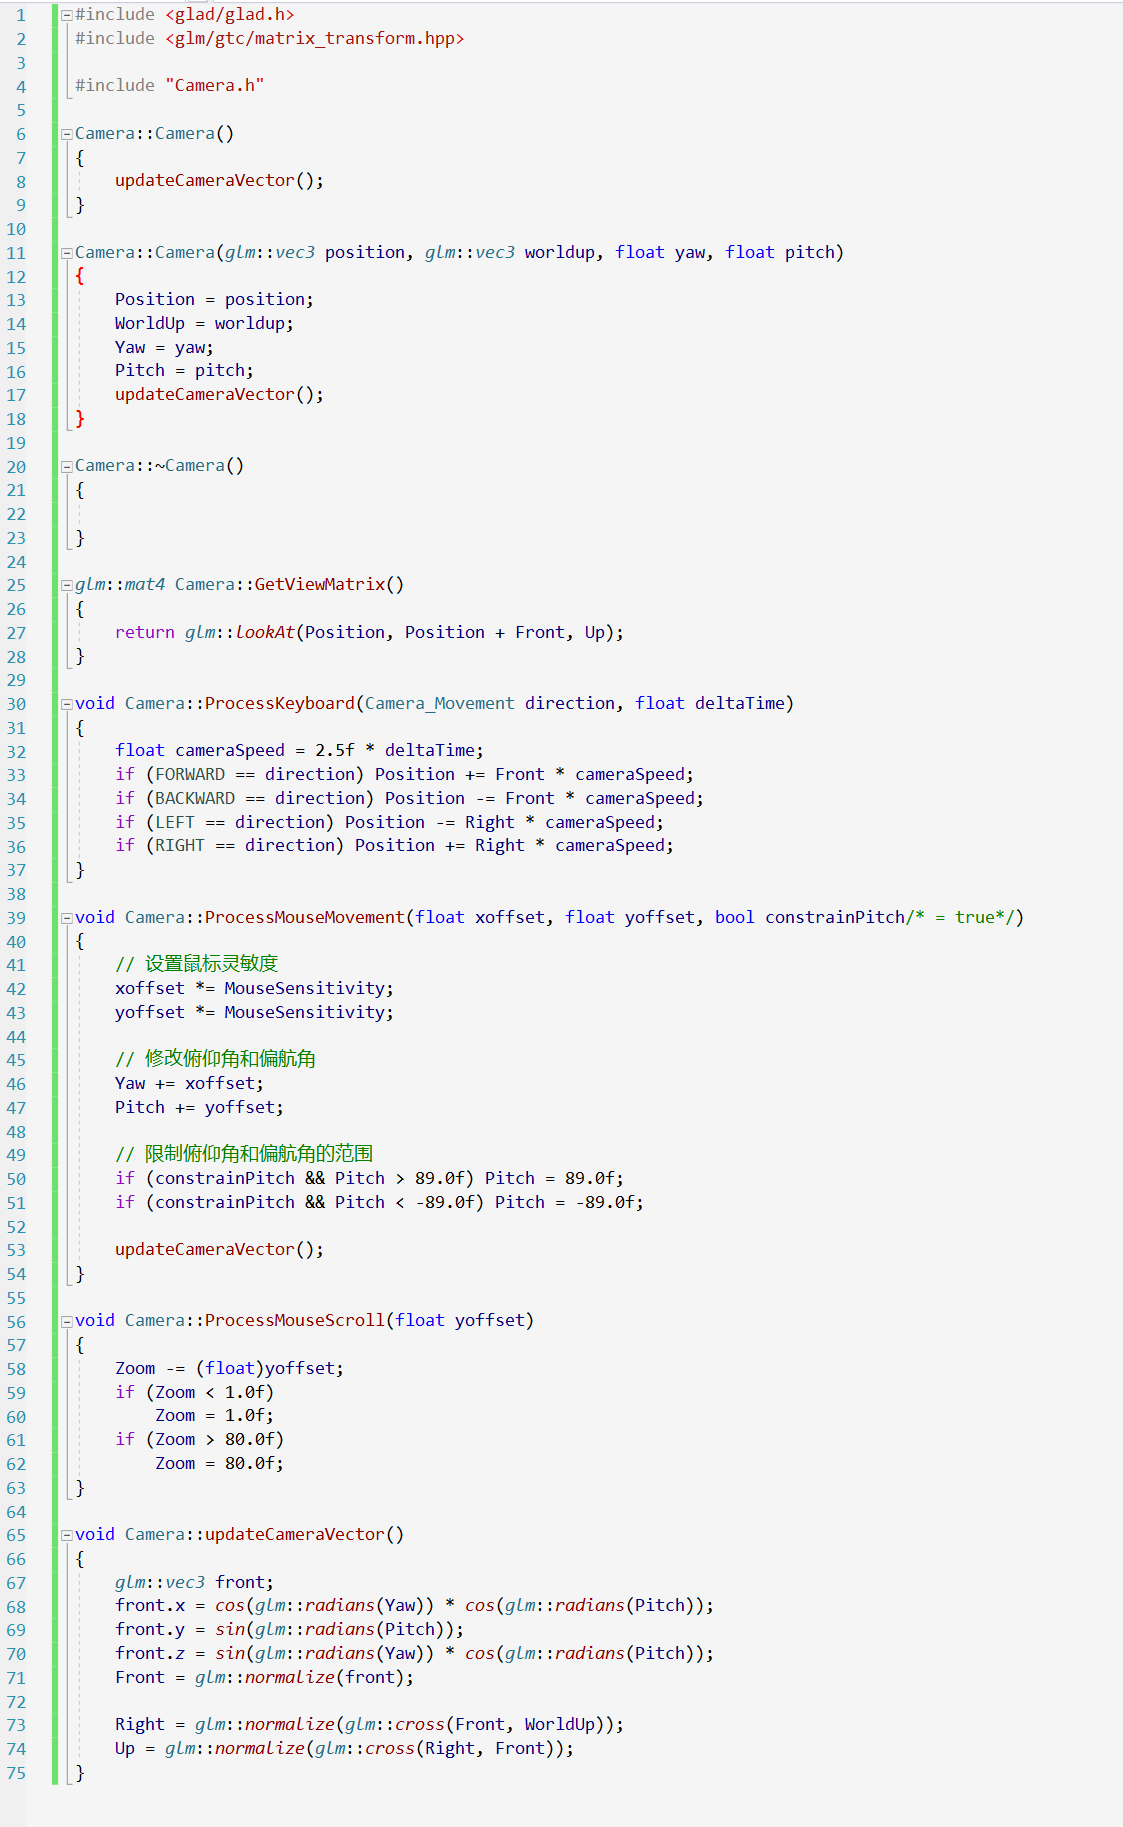 1 #include <glad/glad.h>
2 #include <glm/gtc/matrix_transform.hpp>
3
4 #include "Camera.h"
5
6 Camera::Camera()
7 {
8     updateCameraVector();
9 }
10
11 Camera::Camera(glm::vec3 position, glm::vec3 worldup, float yaw, float pitch)
12 {
13     Position = position;
14     WorldUp = worldup;
15     Yaw = yaw;
16     Pitch = pitch;
17     updateCameraVector();
18 }
19
20 Camera::~Camera()
21 {
22
23 }
24
25 glm::mat4 Camera::GetViewMatrix()
26 {
27     return glm::lookAt(Position, Position + Front, Up);
28 }
29
30 void Camera::ProcessKeyboard(Camera_Movement direction, float deltaTime)
31 {
32     float cameraSpeed = 2.5f * deltaTime;
33     if (FORWARD == direction) Position += Front * cameraSpeed;
34     if (BACKWARD == direction) Position -= Front * cameraSpeed;
35     if (LEFT == direction) Position -= Right * cameraSpeed;
36     if (RIGHT == direction) Position += Right * cameraSpeed;
37 }
38
39 void Camera::ProcessMouseMovement(float xoffset, float yoffset, bool constrainPitch/* = true*/)
40 {
41     // 设置鼠标灵敏度
42     xoffset *= MouseSensitivity;
43     yoffset *= MouseSensitivity;
44
45     // 修改俯仰角和偏航角
46     Yaw += xoffset;
47     Pitch += yoffset;
48
49     // 限制俯仰角和偏航角的范围
50     if (constrainPitch && Pitch > 89.0f) Pitch = 89.0f;
51     if (constrainPitch && Pitch < -89.0f) Pitch = -89.0f;
52
53     updateCameraVector();
54 }
55
56 void Camera::ProcessMouseScroll(float yoffset)
57 {
58     Zoom -= (float)yoffset;
59     if (Zoom < 1.0f)
60         Zoom = 1.0f;
61     if (Zoom > 80.0f)
62         Zoom = 80.0f;
63 }
64
65 void Camera::updateCameraVector()
66 {
67     glm::vec3 front;
68     front.x = cos(glm::radians(Yaw)) * cos(glm::radians(Pitch));
69     front.y = sin(glm::radians(Pitch));
70     front.z = sin(glm::radians(Yaw)) * cos(glm::radians(Pitch));
71     Front = glm::normalize(front);
72
73     Right = glm::normalize(glm::cross(Front, WorldUp));
74     Up = glm::normalize(glm::cross(Right, Front));
75 }